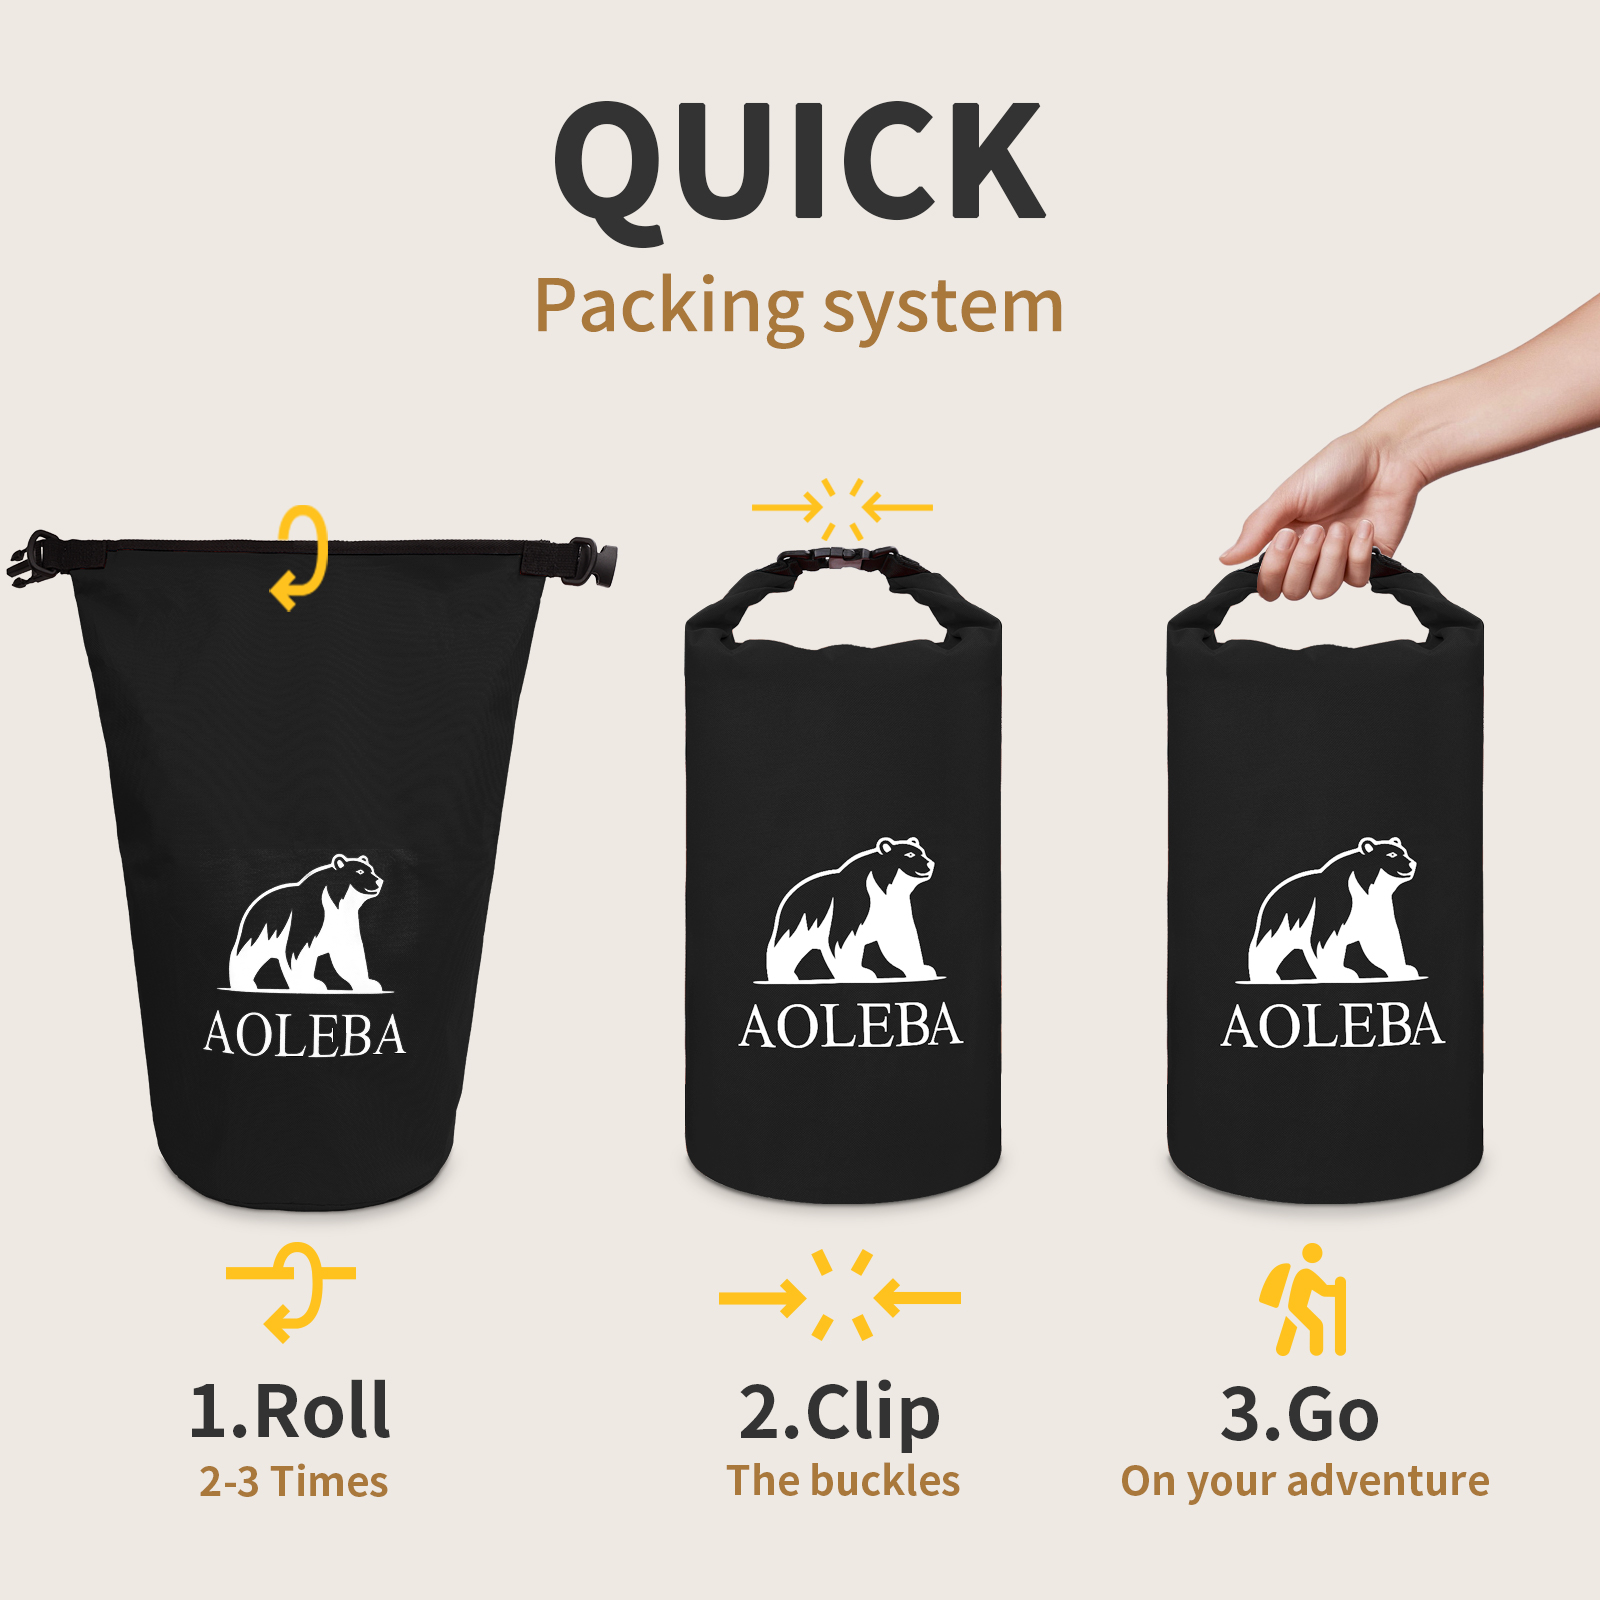 QUICK
Packing system
AOLEBA
AOLEBA
AOLEBA
1.Roll
2-3 Times
2.Clip
The buckles
3.Go
On your adventure